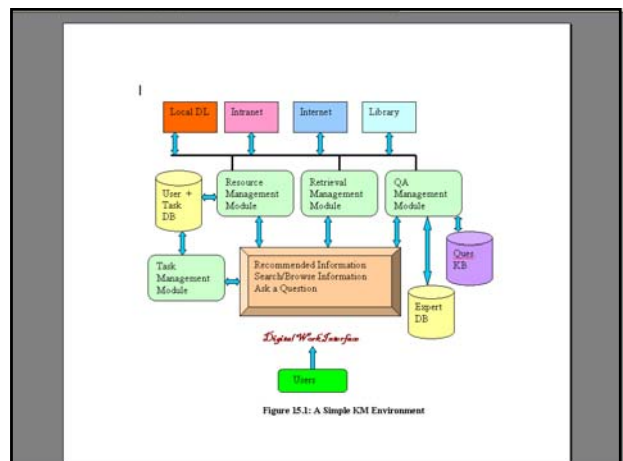 Local DL
Intranet
Internet
Library
User +
Task
DB
Resource
Management
Module
Retrieval
Management
Module
QA
Management
Module
Task
Management
Module
Recommended Information
Search/Browse Information
Ask a Question
Ques
KB
Expert
DB
Digital Work Interface
Users
Figure 15.1: A Simple KM Environment